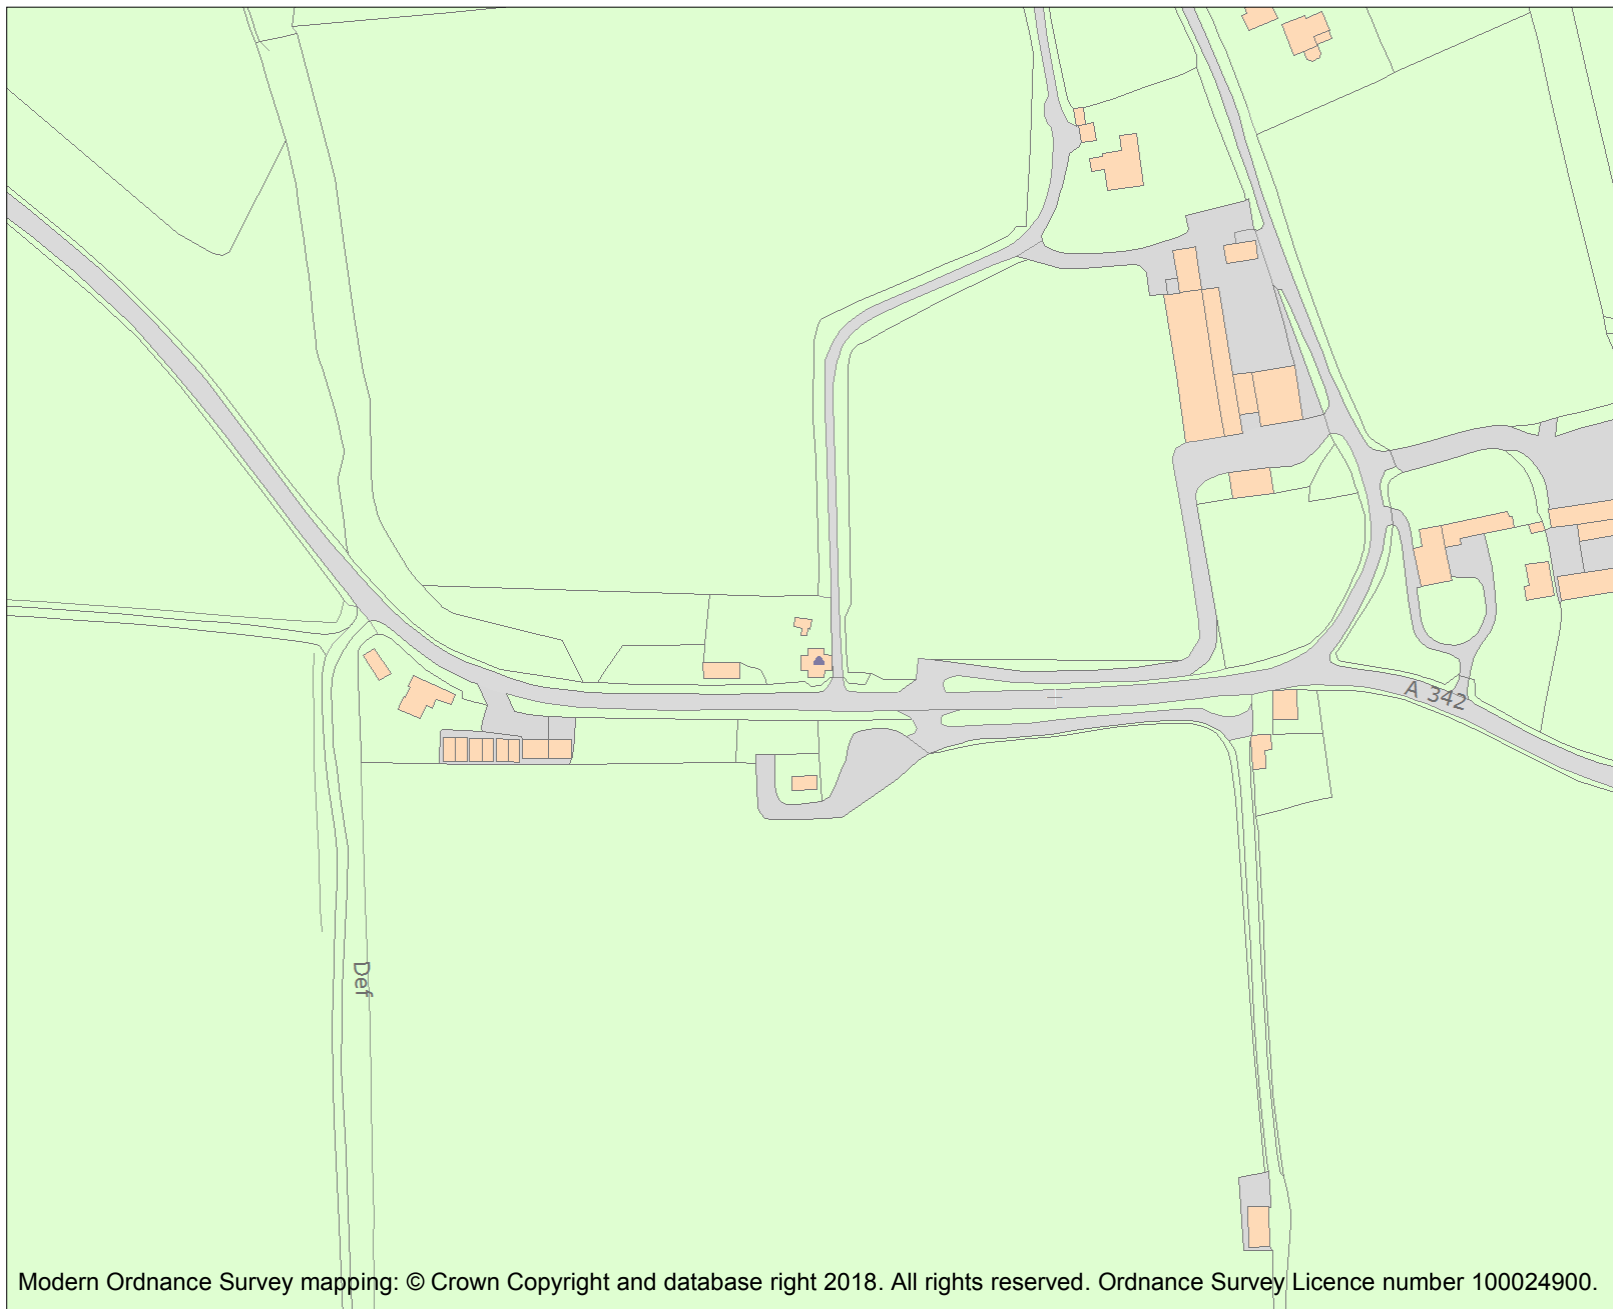 A 342
Def
Modern Ordnance Survey mapping: © Crown Copyright and database right 2018. All rights reserved. Ordnance Survey Licence number 100024900.